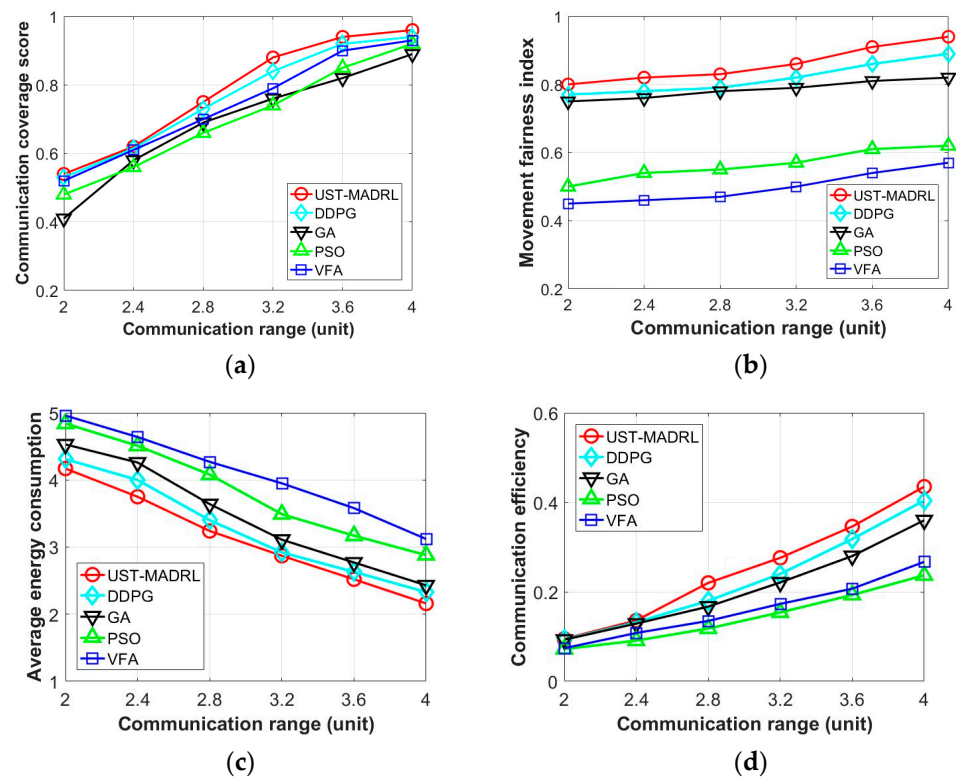 Communication coverage score
1
0.8
0.6
0.4
0.2
UST-MADRL
DDPG
GA
PSO
VFA
2 2.4 2.8 3.2 3.6 4
Communication range (unit)
(a)
Movement fairness index
1
0.8
0.6
0.4
0.2
UST-MADRL
DDPG
GA
PSO
VFA
2 2.4 2.8 3.2 3.6 4
Communication range (unit)
(b)
Average energy consumption
5
4
3
2
1
UST-MADRL
DDPG
GA
PSO
VFA
2 2.4 2.8 3.2 3.6 4
Communication range (unit)
(c)
Communication efficiency
0.6
0.4
0.2
0
UST-MADRL
DDPG
GA
PSO
VFA
2 2.4 2.8 3.2 3.6 4
Communication range (unit)
(d)